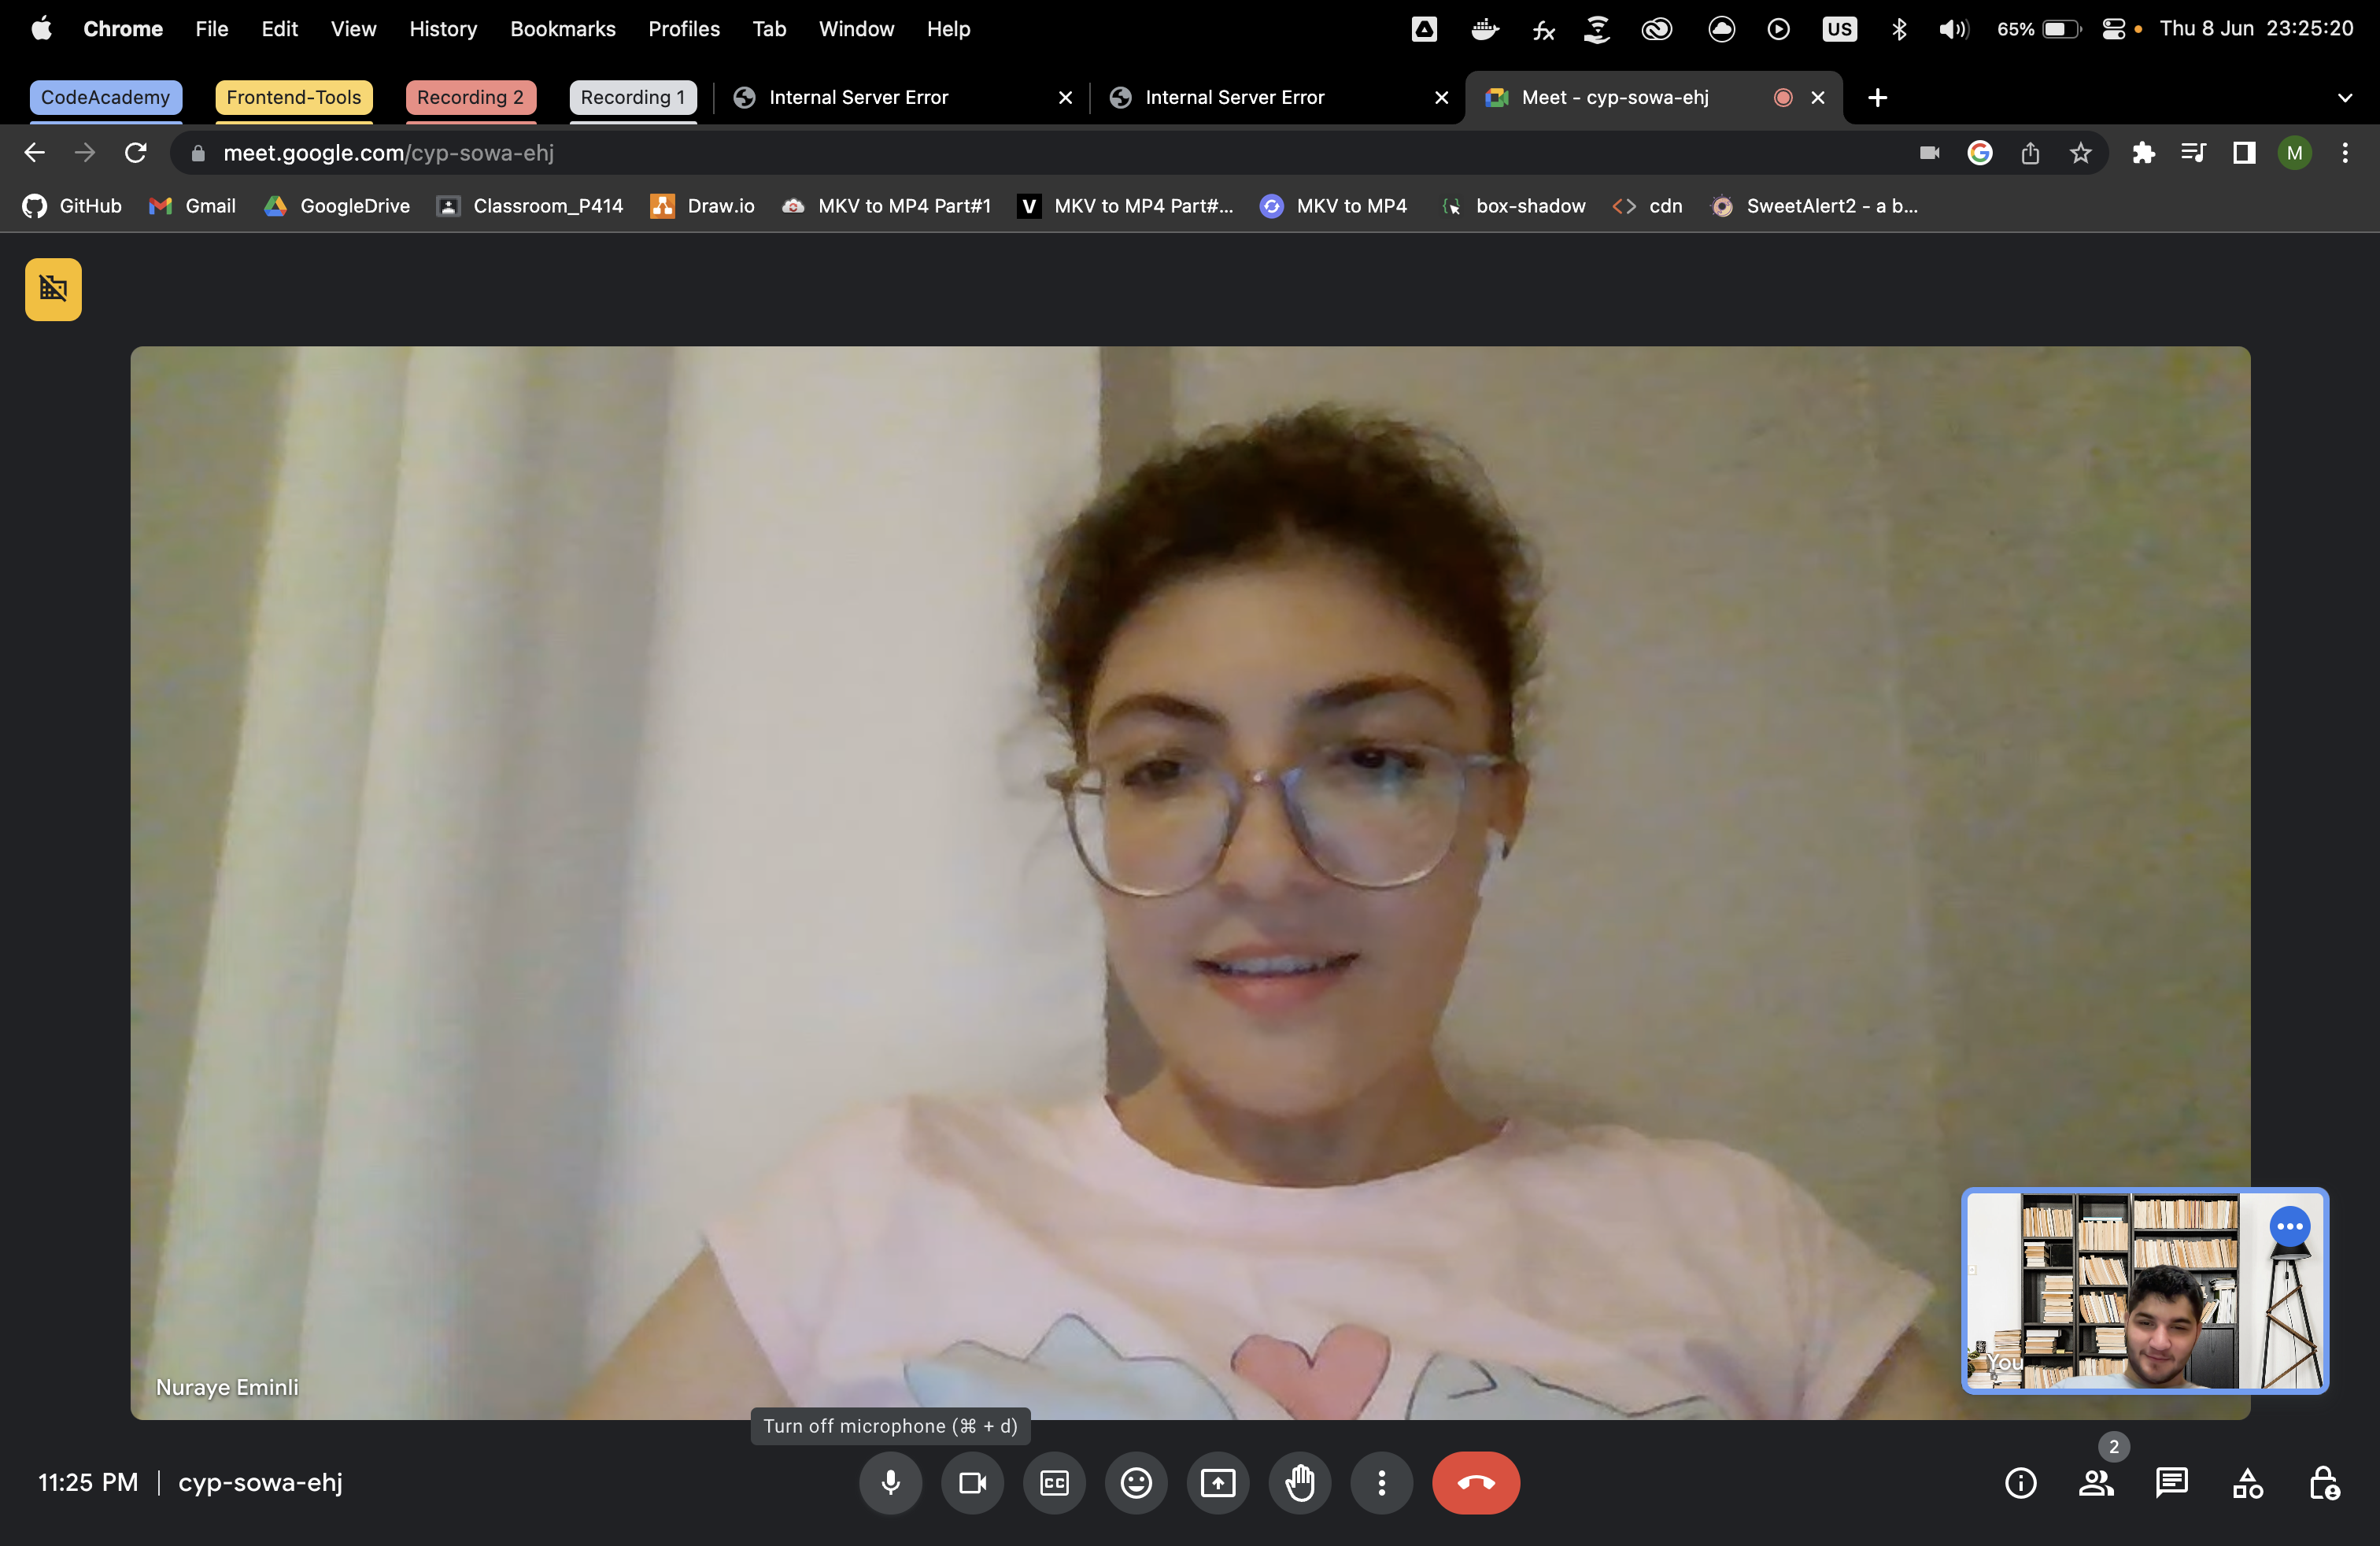 Chrome File Edit View History Bookmarks Profiles Tab Window Help US 65% Thu 8 Jun 23:25:20
CodeAcademy Frontend-Tools Recording 2 Recording 1 Internal Server Error Internal Server Error Meet - cyp-sowa-ehj
meet.google.com/cyp-sowa-ehj M
GitHub Gmail GoogleDrive Classroom_P414 Draw.io MKV to MP4 Part#1 V MKV to MP4 Part#... MKV to MP4 box-shadow cdn SweetAlert2 - a b...
You
Nuraye Eminli
Turn off microphone (⌘ + d)
2
11:25 PM | cyp-sowa-ehj CC